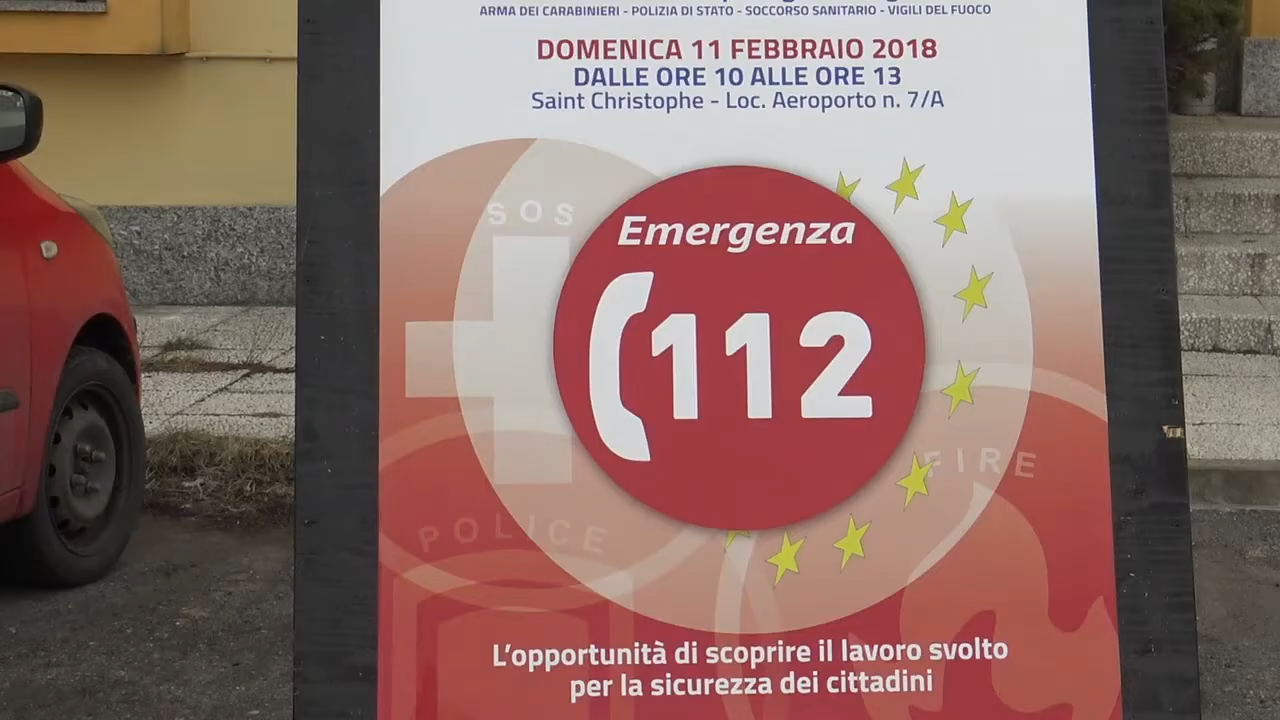 ARMA DEI CARABINIERI - POLIZIA DI STATO - SOCCORSO SANITARIO - VIGILI DEL FUOCO
DOMENICA 11 FEBBRAIO 2018
DALLE ORE 10 ALLE ORE 13
Saint Christophe - Loc. Aeroporto n. 7/A
SOS
Emergenza
112
FIRE
POLICE
L'opportunità di scoprire il lavoro svolto
per la sicurezza dei cittadini